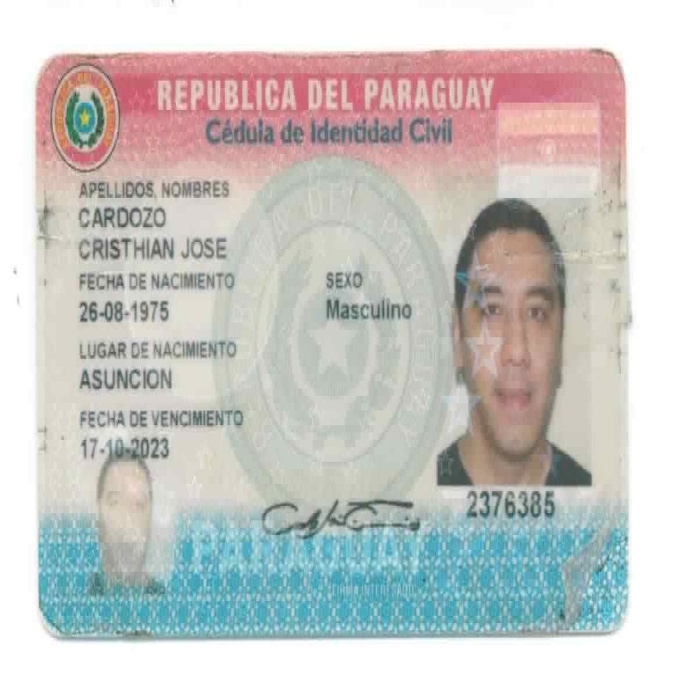 REPUBLICA DEL PARAGUAY
Cédula de Identidad Civil
APELLIDOS, NOMBRES
CARDOZO
CRISTHIAN JOSE
FECHA DE NACIMIENTO
26-08-1975
SEXO
Masculino
LUGAR DE NACIMIENTO
ASUNCION
FECHA DE VENCIMIENTO
17-10-2023
2376385
PARAGUAY